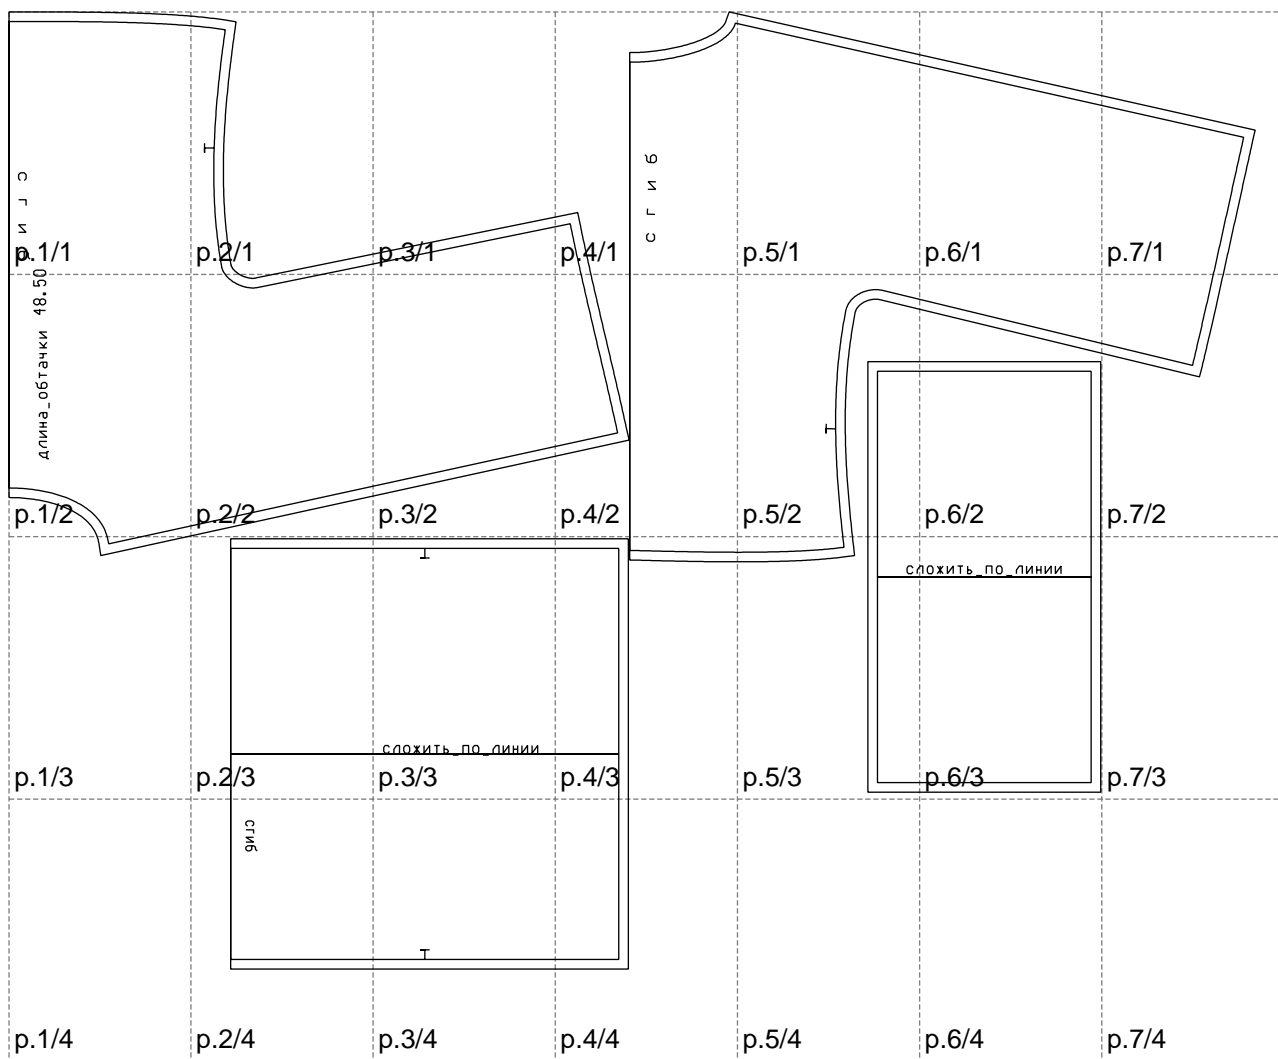 сгиб
сгиб
p.1/1
p.2/1
p.3/1
p.4/1
p.5/1
p.6/1
p.7/1
длина_обтачки 48.50
p.1/2
p.2/2
p.3/2
p.4/2
p.5/2
p.6/2
p.7/2
сложить_по_линии
сложить_по_линии
p.1/3
p.2/3
p.3/3
p.4/3
p.5/3
p.6/3
p.7/3
сгиб
p.1/4
p.2/4
p.3/4
p.4/4
p.5/4
p.6/4
p.7/4